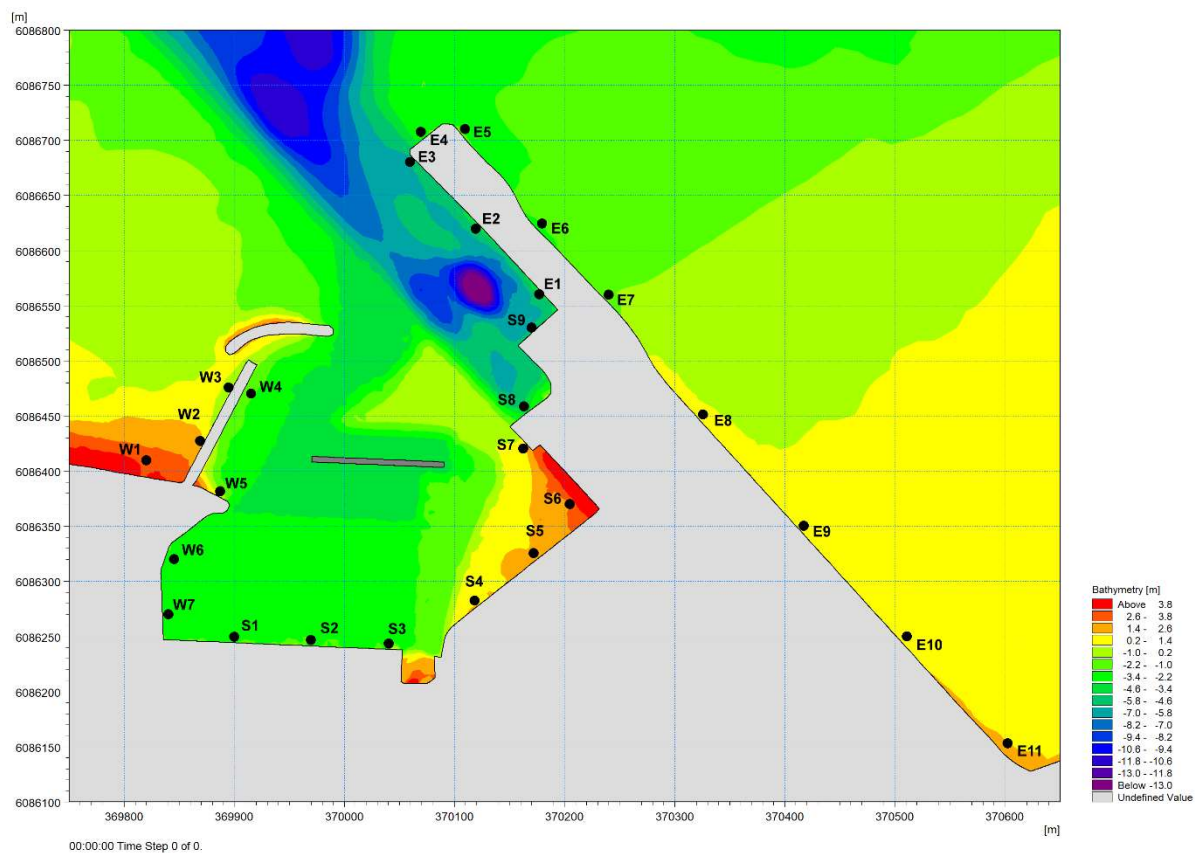 [m]
6086800
6086750
6086700
6086650
6086600
6086550
6086500
6086450
6086400
6086350
6086300
6086250
6086200
6086150
6086100
E4
E5
E3
E2
E6
E1
E7
S9
W3
W4
S8
E8
W2
S7
W1
W5
S6
S5
E9
W6
S4
W7
S1
S2
S3
E10
E11
369800
369900
370000
370100
370200
370300
370400
370500
370600
[m]
Bathymetry [m]
Above 3.8
2.6 - 3.8
1.4 - 2.6
0.2 - 1.4
-1.0 - 0.2
-2.2 - -1.0
-3.4 - -2.2
-4.6 - -3.4
-5.8 - -4.6
-7.0 - -5.8
-8.2 - -7.0
-9.4 - -8.2
-10.6 - -9.4
-11.8 - -10.6
-13.0 - -11.8
Below -13.0
Undefined Value
00:00:00 Time Step 0 of 0.